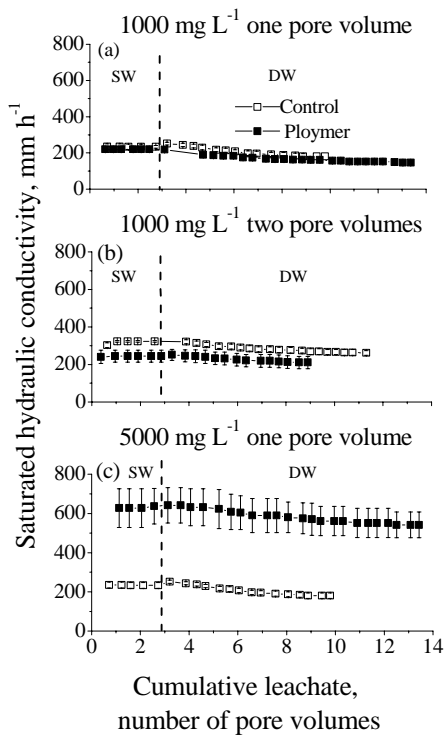 1000 mg L⁻¹ one pore volume
800
(a)
SW
DW
600
Control
400
Ploymer
200
0
1000 mg L⁻¹ two pore volumes
800
(b)
SW
DW
600
400
200
0
5000 mg L⁻¹ one pore volume
800
(c)
SW
DW
600
400
200
0
0 2 4 6 8 10 12 14
Saturated hydraulic conductivity, mm h⁻¹
Cumulative leachate,
number of pore volumes